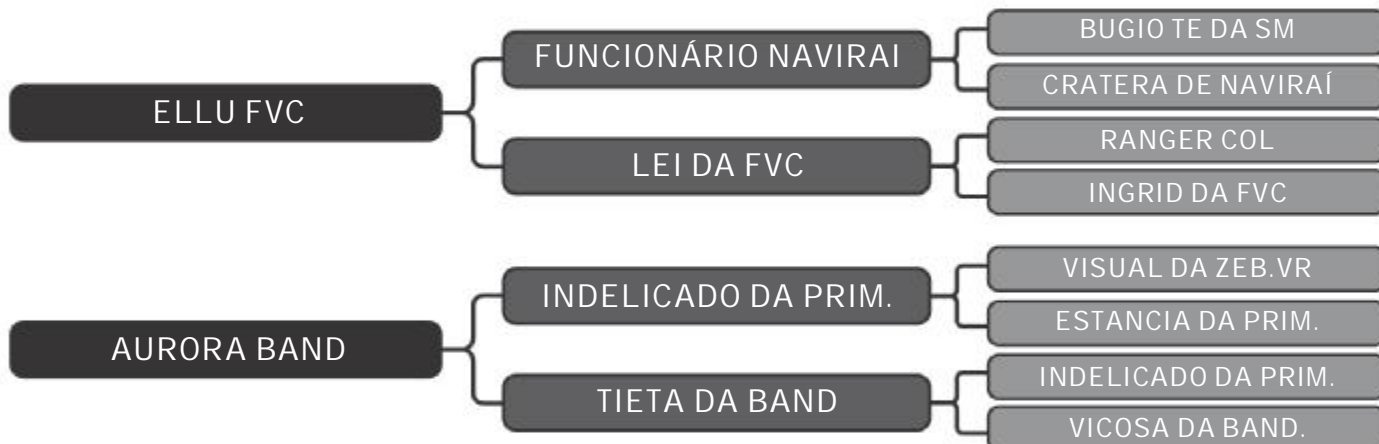 BUGIO TE DA SM
FUNCIONÁRIO NAVIRAI
CRATERA DE NAVIRAÍ
ELLU FVC
RANGER COL
LEI DA FVC
INGRID DA FVC
VISUAL DA ZEB.VR
INDELICADO DA PRIM.
ESTANCIA DA PRIM.
AURORA BAND
INDELICADO DA PRIM.
TIETA DA BAND
VICOSA DA BAND.